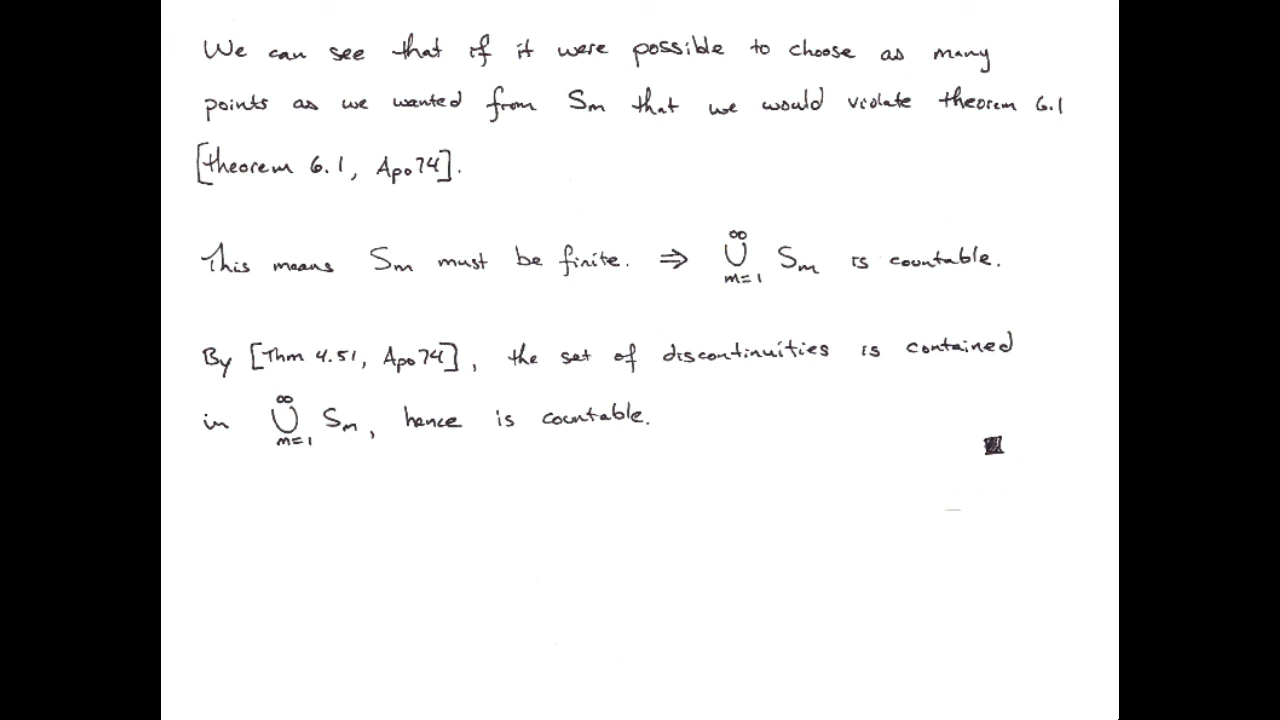 We can see that if it were possible to choose as many
points as we wanted from Sm that we would violate theorem 6.1
[theorem 6.1, Apo74].
This means Sm must be finite. ⇒ ∞∪m=1 Sm is countable.
By [Thm 4.51, Apo74], the set of discontinuities is contained
in ∞∪m=1 Sm, hence is countable.